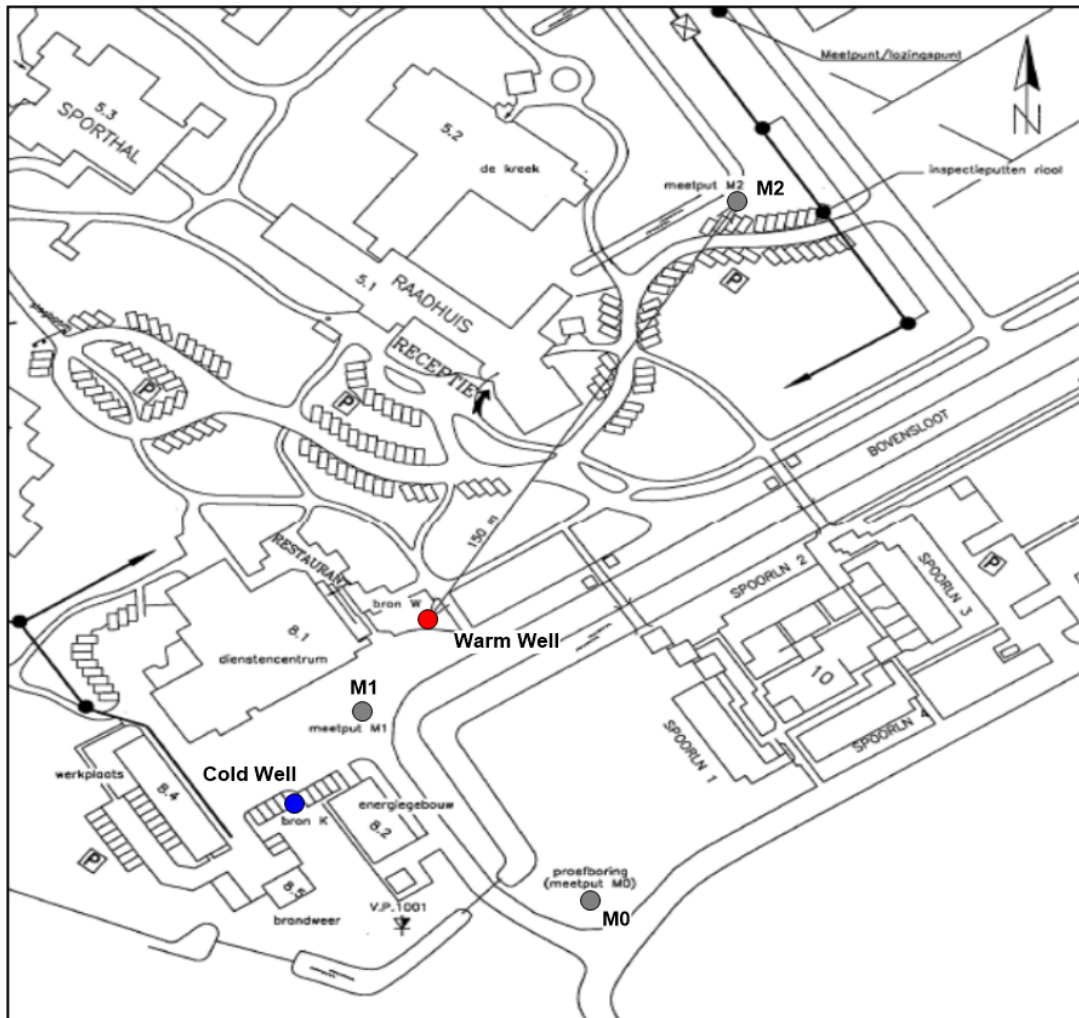 Meetpunt/lozingspunt
N
5.3
SPORTHAL
5.2
de kreek
meetput M2
M2
inspectieputten riool
5.1
RAADHUIS
RECEPTIE
P
P
P
BOVENSLOOT
150 m
RESTAURANT
bron W
Warm Well
8.1
dienstencentrum
SPOORLN 2
SPOORLN 3
P
10
SPOORLN 1
SPOORLN 4
M1
meetput M1
werkplaats
8.4
Cold Well
bron K
energiegebouw
8.2
P
8.5
brandweer
V.P.1001
proefboring
(meetput M0)
M0